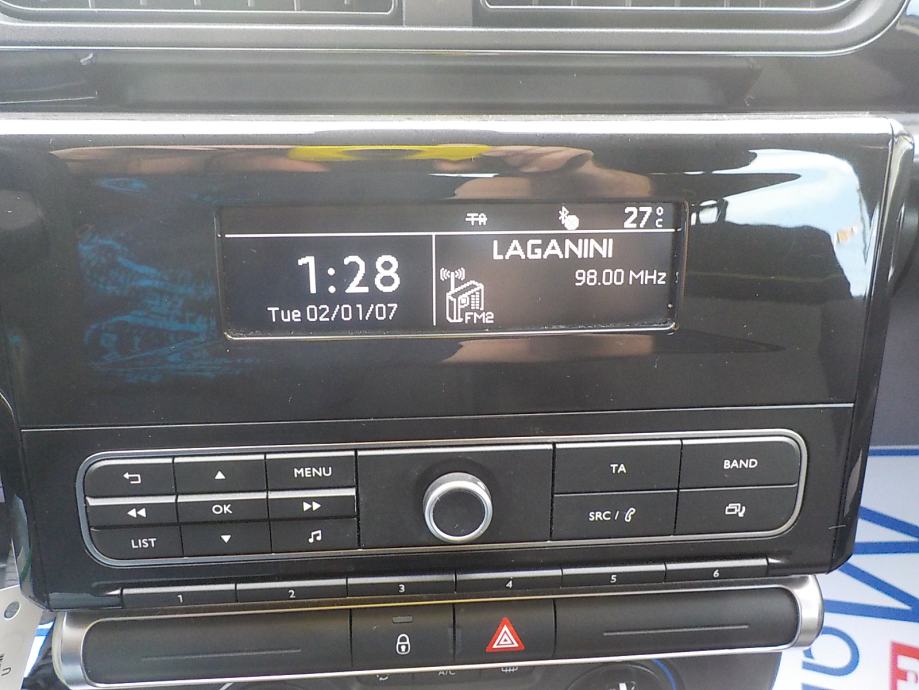 TA 27°C
LAGANINI
1:28
98.00 MHz
Tue 02/01/07
FM2
MENU
TA
BAND
OK
SRC /
LIST
1 2 3 4 5 6
A/C